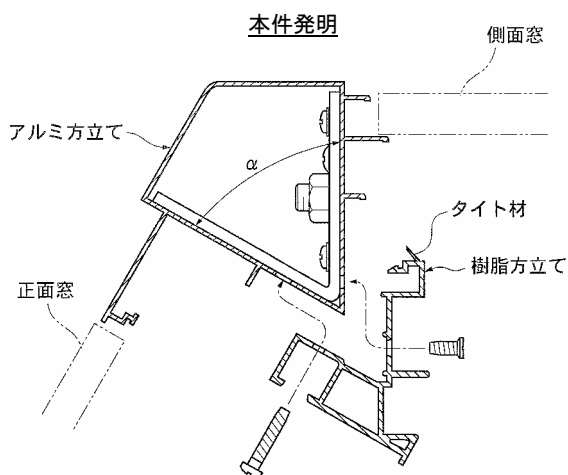 本件発明
側面窓
アルミ方立て
α
タイト材
樹脂方立て
正面窓